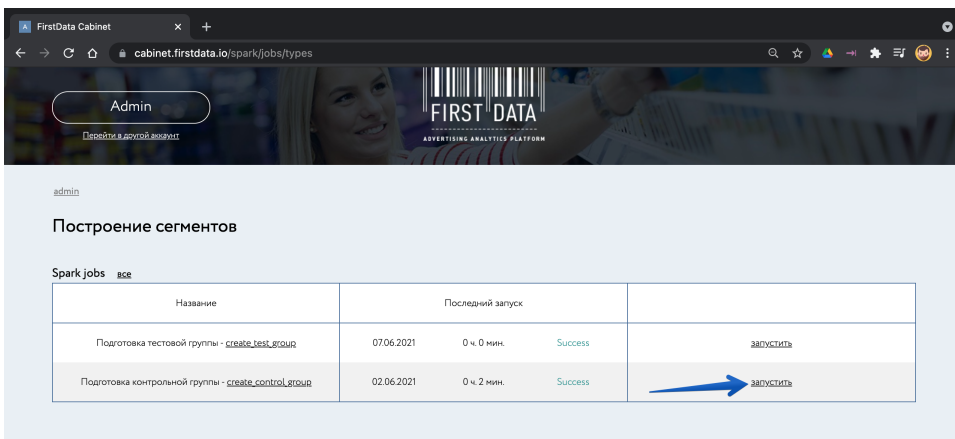 FirstData Cabinet
cabinet.firstdata.io/spark/jobs/types
Admin
Перейти в другой аккаунт
FIRST DATA
ADVERTISING ANALYTICS PLATFORM
admin
Построение сегментов
Spark jobs все
Название Последний запуск
Подготовка тестовой группы - create_test_group 07.06.2021 0 ч. 0 мин. Success запустить
Подготовка контрольной группы - create_control_group 02.06.2021 0 ч. 2 мин. Success запустить